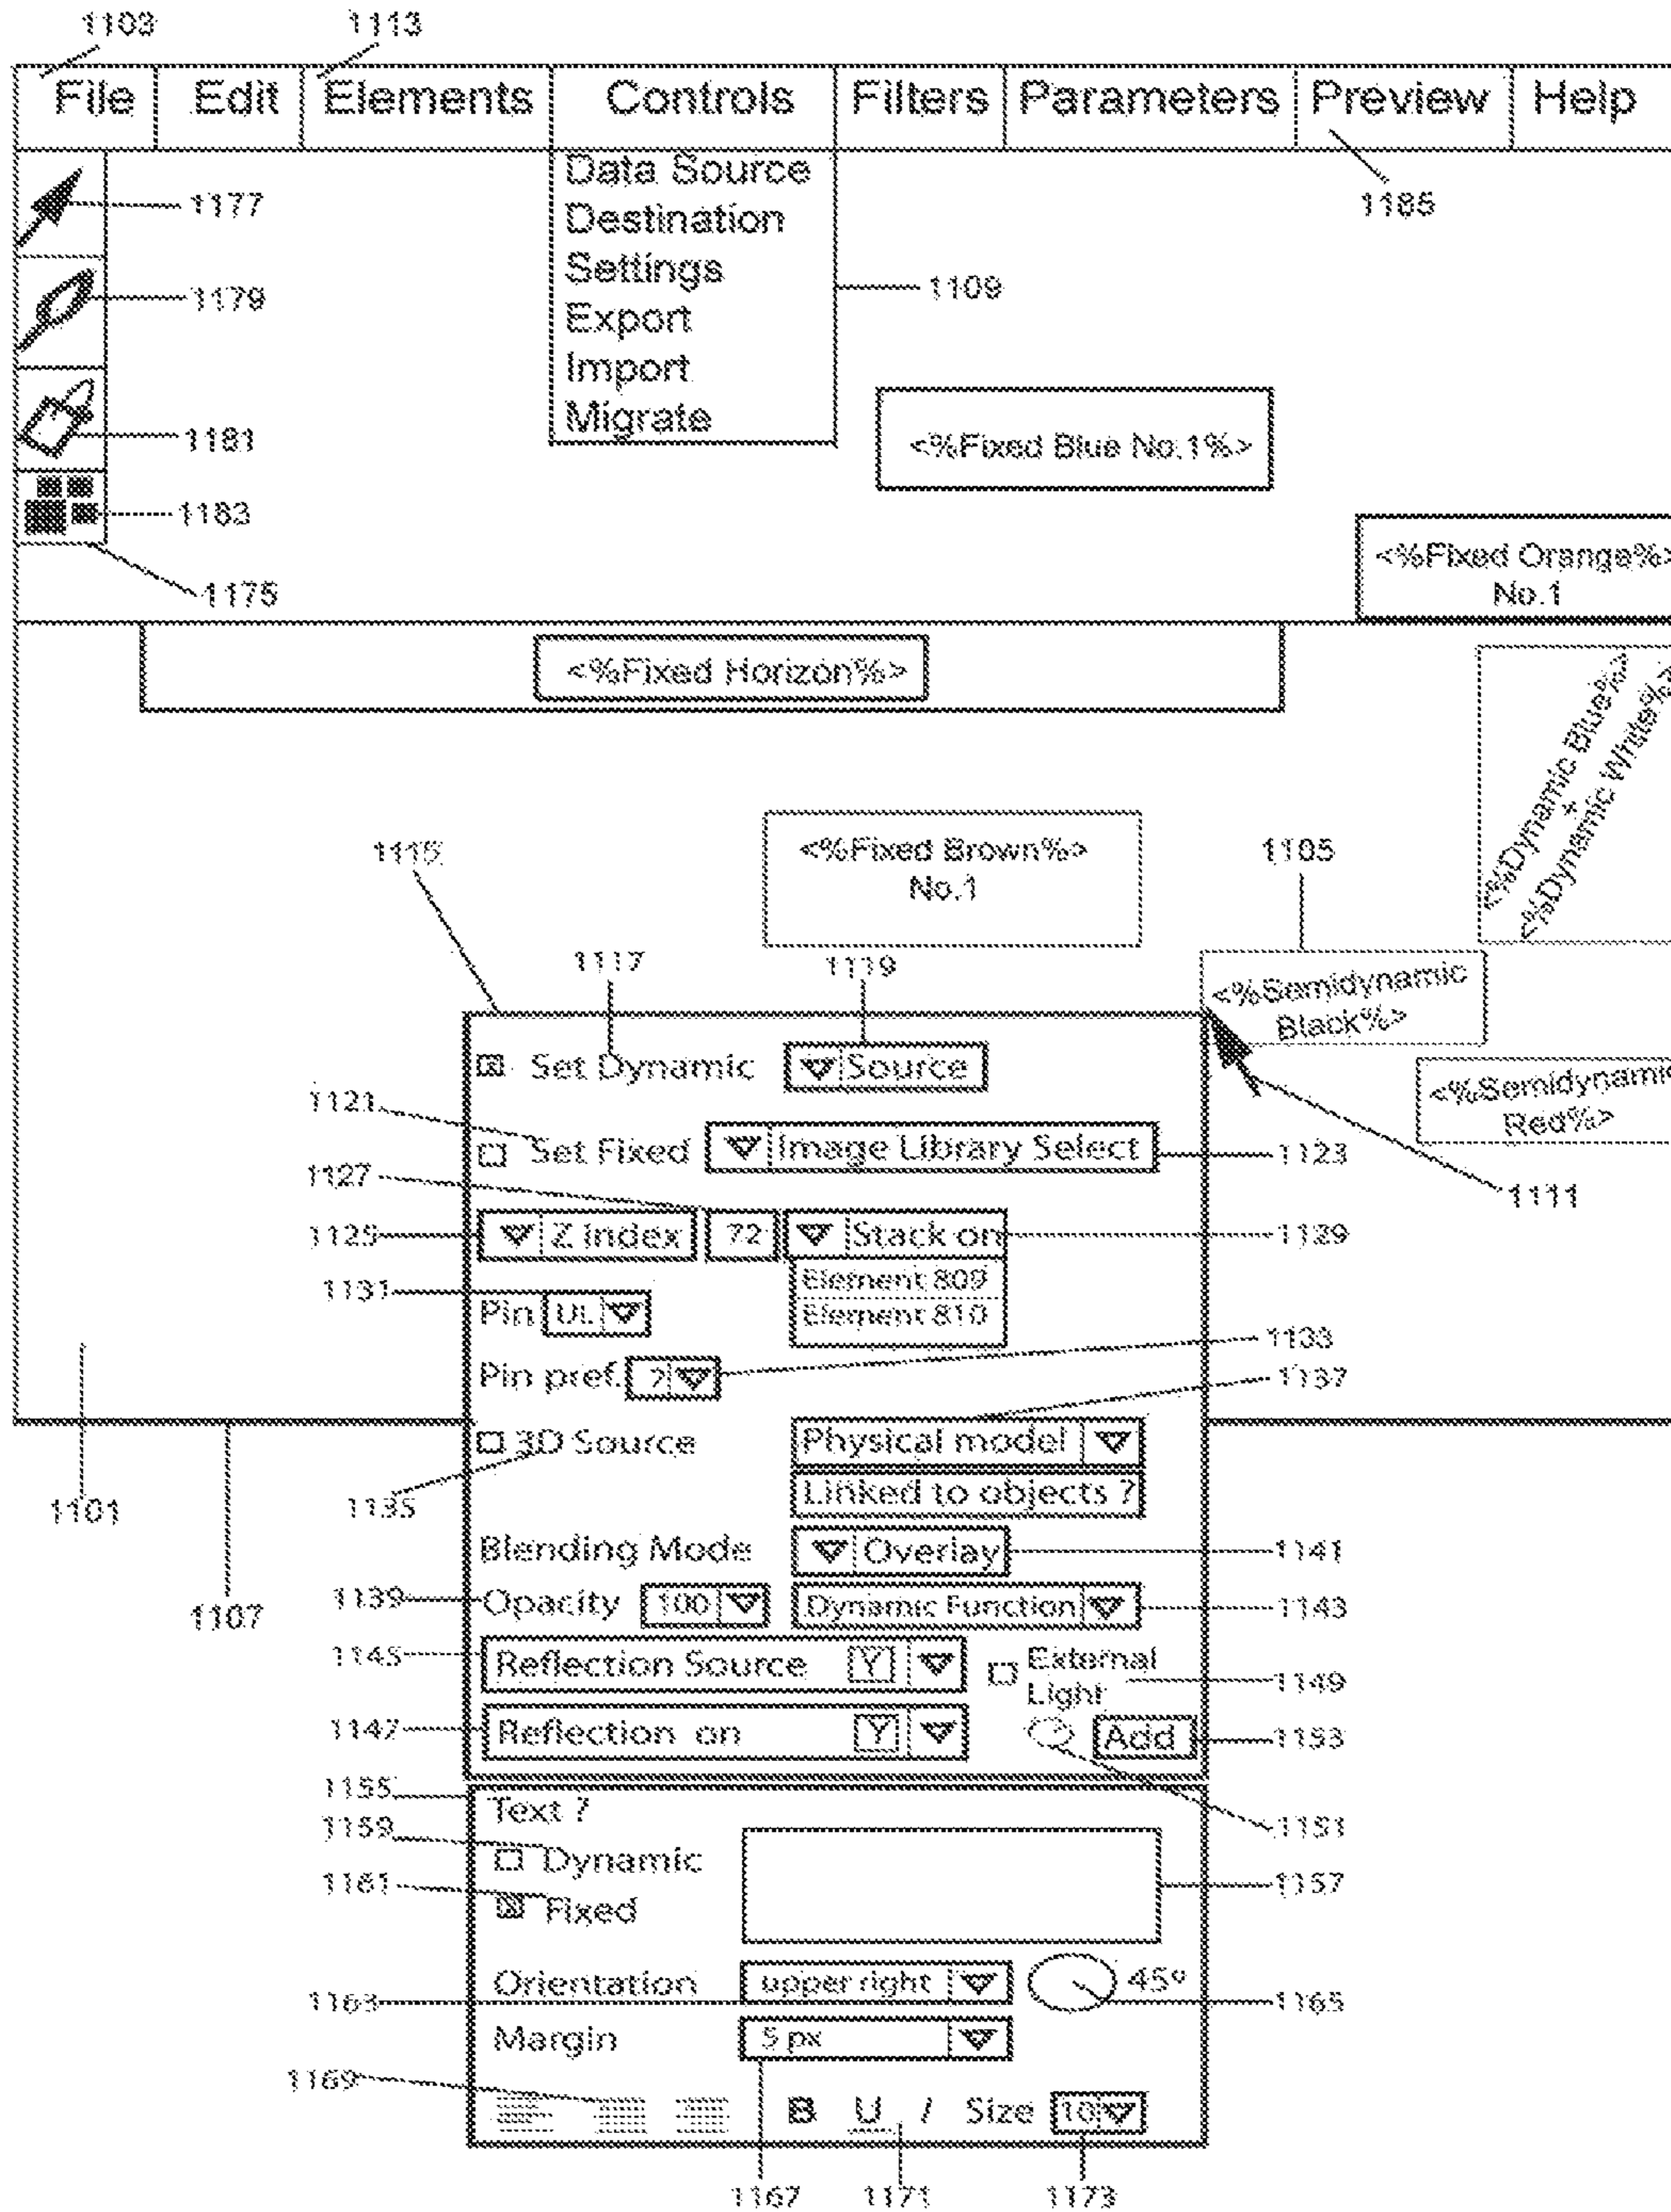 1103
1113
File Edit Elements Controls Filters Parameters Preview Help
1177
Data Source
1185
Destination
1179
Settings
1109
Export
Import
1181
Migrate
<%Fixed Blue No.1%>
1183
<%Fixed Orange%>
No.1
1175
<%Fixed Horizon%>
<%Dynamic Blue%>
+
<%Dynamic White%>
1115
<%Fixed Brown%>
No.1
1105
1117
1119
<%Semidynamic
Black%>
Set Dynamic Source
<%Semidynamic
Red%>
1121
Set Fixed Image Library Select
1123
1127
1111
1125
Z Index 72 Stack on
1129
Element 809
1131
Pin UL
Element 810
1133
Pin pref. 2
1137
3D Source Physical model
1101
1135
Linked to objects ?
Blending Mode Overlay
1141
1107
1139
Opacity 100 Dynamic Function
1143
1145
Reflection Source Y External
Light
1149
1147
Reflection on Y Add
1153
1155
Text ?
1151
1159
Dynamic
1161
Fixed
1157
Orientation upper right 45º
1163
1165
Margin 5 px
1169
B U I Size 10
1167
1171
1173